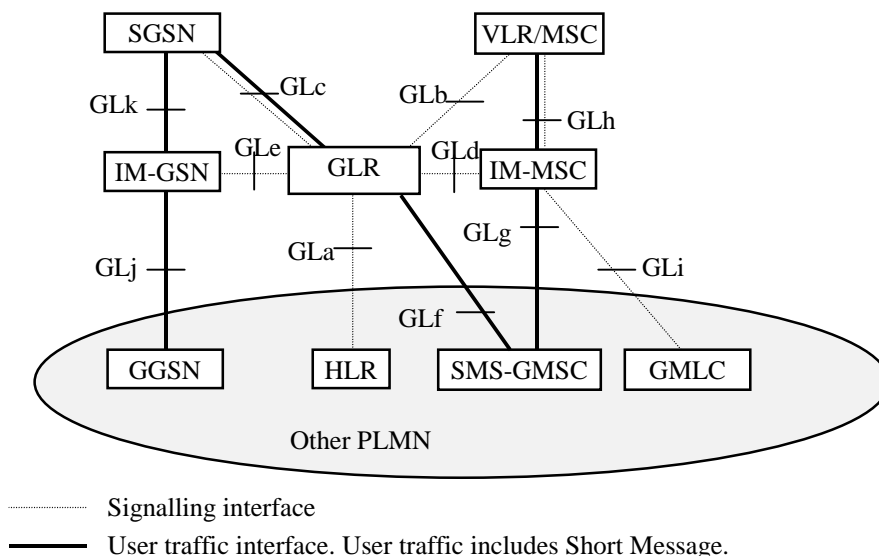 SGSN
VLR/MSC
GLc
GLb
GLk
GLh
GLe
GLd
IM-GSN
GLR
IM-MSC
GLg
GLa
GLj
GLi
GLf
GGSN
HLR
SMS-GMSC
GMLC
Other PLMN
Signalling interface
User traffic interface. User traffic includes Short Message.